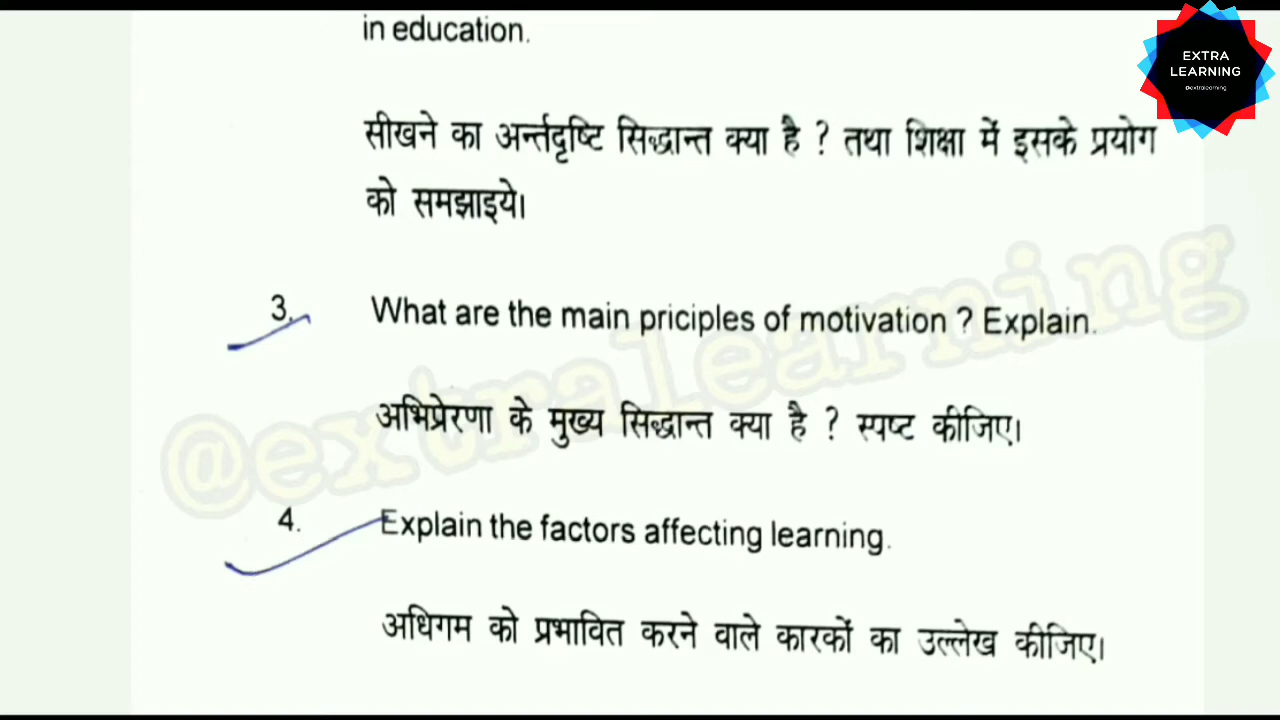 in education.
EXTRA
LEARNING
@extralearning
सीखने का अर्न्तदृष्टि सिद्धान्त क्या है ? तथा शिक्षा में इसके प्रयोग
को समझाइये।
3. What are the main priciples of motivation ? Explain.
अभिप्रेरणा के मुख्य सिद्धान्त क्या है ? स्पष्ट कीजिए।
@extralearning
4. Explain the factors affecting learning.
अधिगम को प्रभावित करने वाले कारकों का उल्लेख कीजिए।